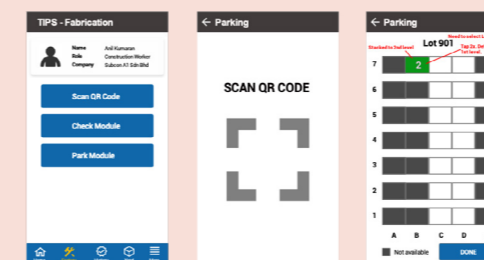 TIPS - Fabrication
Name Anil Kumaran
Role Construction Worker
Company Subcon A1 Sdn Bhd
Scan QR Code
Check Module
Park Module
← Parking
SCAN QR CODE
← Parking
Need to select L
Stacked to 2nd level
Lot 901
Tap 2x. De
1st level
7
2
6
5
4
3
2
1
A B C D
Not available
DONE